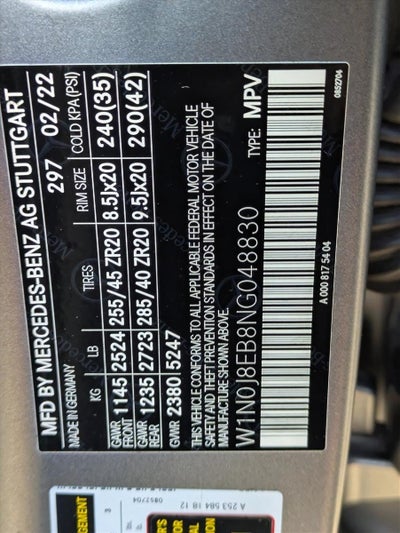 MFD BY MERCEDES-BENZ AG STUTTGART
MADE IN GERMANY 297 02/22
KG LB TIRES RIM SIZE COLD KPA(PSI)
GAWR FRONT 1145 2524 255/45 ZR20 8.5Jx20 240(35)
GAWR REAR 1235 2723 285/40 ZR20 9.5Jx20 290(42)
GVWR 2380 5247
THIS VEHICLE CONFORMS TO ALL APPLICABLE FEDERAL MOTOR VEHICLE
SAFETY AND THEFT PREVENTION STANDARDS IN EFFECT ON THE DATE OF
MANUFACTURE SHOWN ABOVE.
W1N0J8EB8NG048830 TYPE: MPV
A 000 817 54 04 0852704
A 253 584 18 12
0852704
3